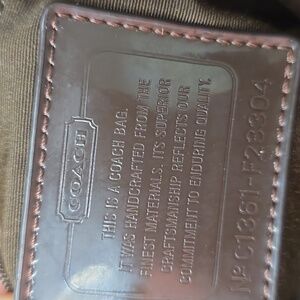 COACH
THIS IS A COACH BAG.
IT WAS HANDCRAFTED FROM THE
FINEST MATERIALS. ITS SUPERIOR
CRAFTSMANSHIP REFLECTS OUR
COMMITMENT TO ENDURING QUALITY.
Nº C1361-F28304